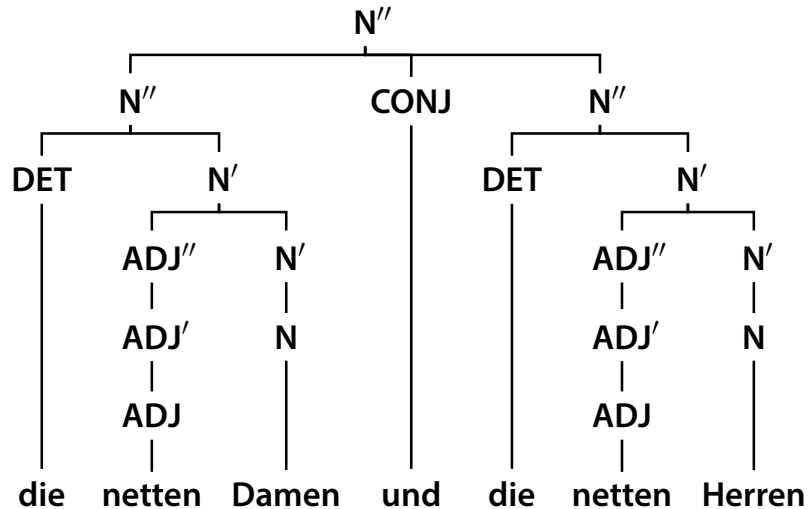 N″
N″ CONJ N″
DET N′ DET N′
ADJ″ N′ ADJ″ N′
ADJ′ N ADJ′ N
ADJ ADJ
die netten Damen und die netten Herren